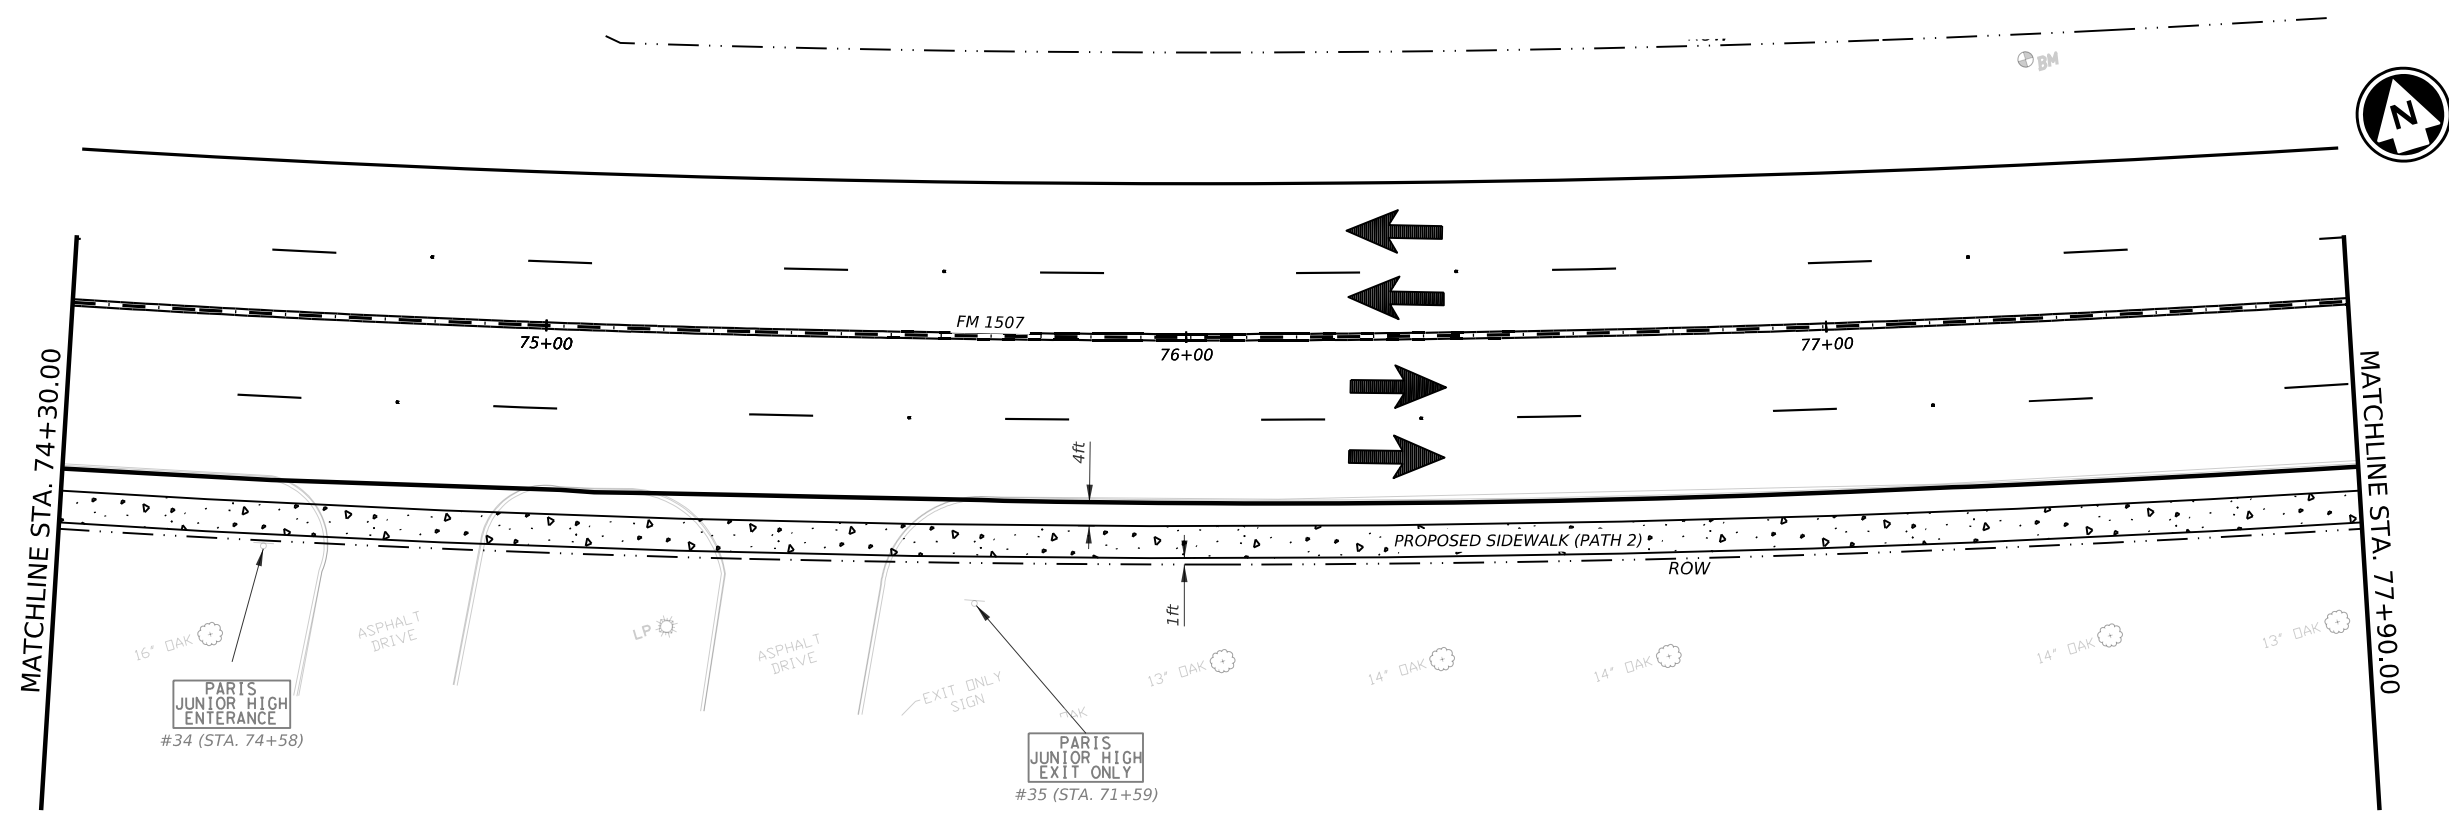 BM
N
FM 1507
75+00
76+00
77+00
MATCHLINE STA. 74+30.00
MATCHLINE STA. 77+90.00
4ft
PROPOSED SIDEWALK (PATH 2)
ROW
1ft
16" OAK
ASPHALT
DRIVE
LP
ASPHALT
DRIVE
EXIT ONLY
SIGN
OAK
13" OAK
14" OAK
14" OAK
14" OAK
13" OAK
PARIS
JUNIOR HIGH
ENTERANCE
#34 (STA. 74+58)
PARIS
JUNIOR HIGH
EXIT ONLY
#35 (STA. 71+59)